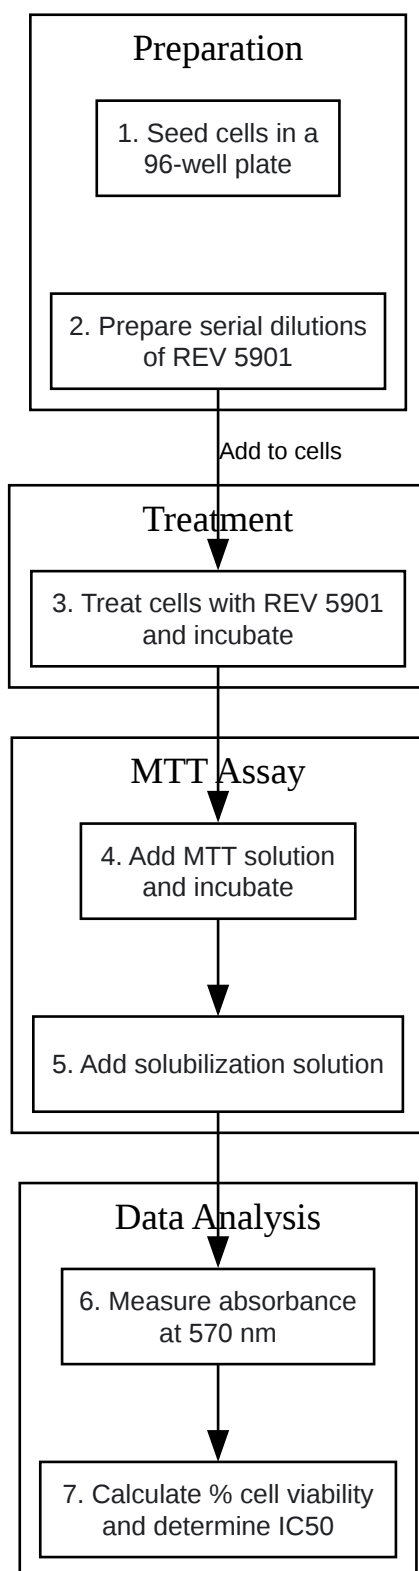 Preparation
1. Seed cells in a
96-well plate
2. Prepare serial dilutions
of REV 5901
Add to cells
Treatment
3. Treat cells with REV 5901
and incubate
MTT Assay
4. Add MTT solution
and incubate
5. Add solubilization solution
Data Analysis
6. Measure absorbance
at 570 nm
7. Calculate % cell viability
and determine IC50